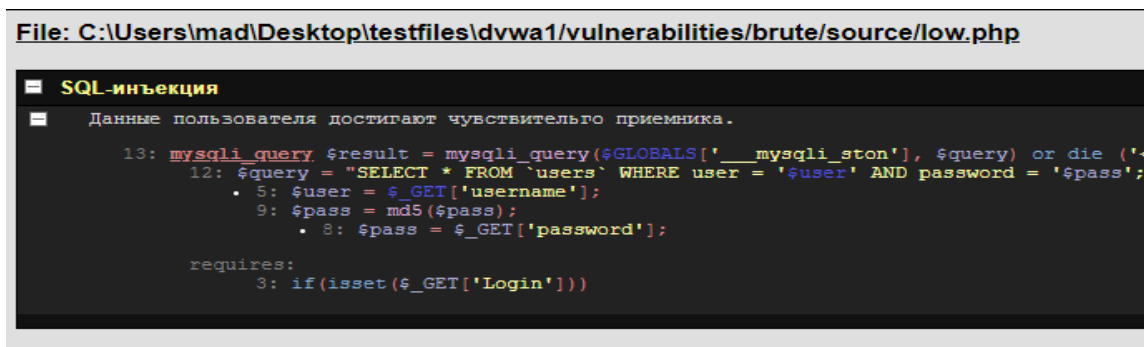 File: C:\Users\mad\Desktop\testfiles\dvwa1/vulnerabilities/brute/source/low.php
SQL-инъекция
Данные пользователя достигают чувствительго приемника.
13: mysqli_query $result = mysqli_query($GLOBALS['___mysqli_ston'], $query) or die ('<
12: $query = "SELECT * FROM `users` WHERE user = '$user' AND password = '$pass';
• 5: $user = $_GET['username'];
9: $pass = md5($pass);
• 8: $pass = $_GET['password'];
requires:
3: if(isset($_GET['Login']))